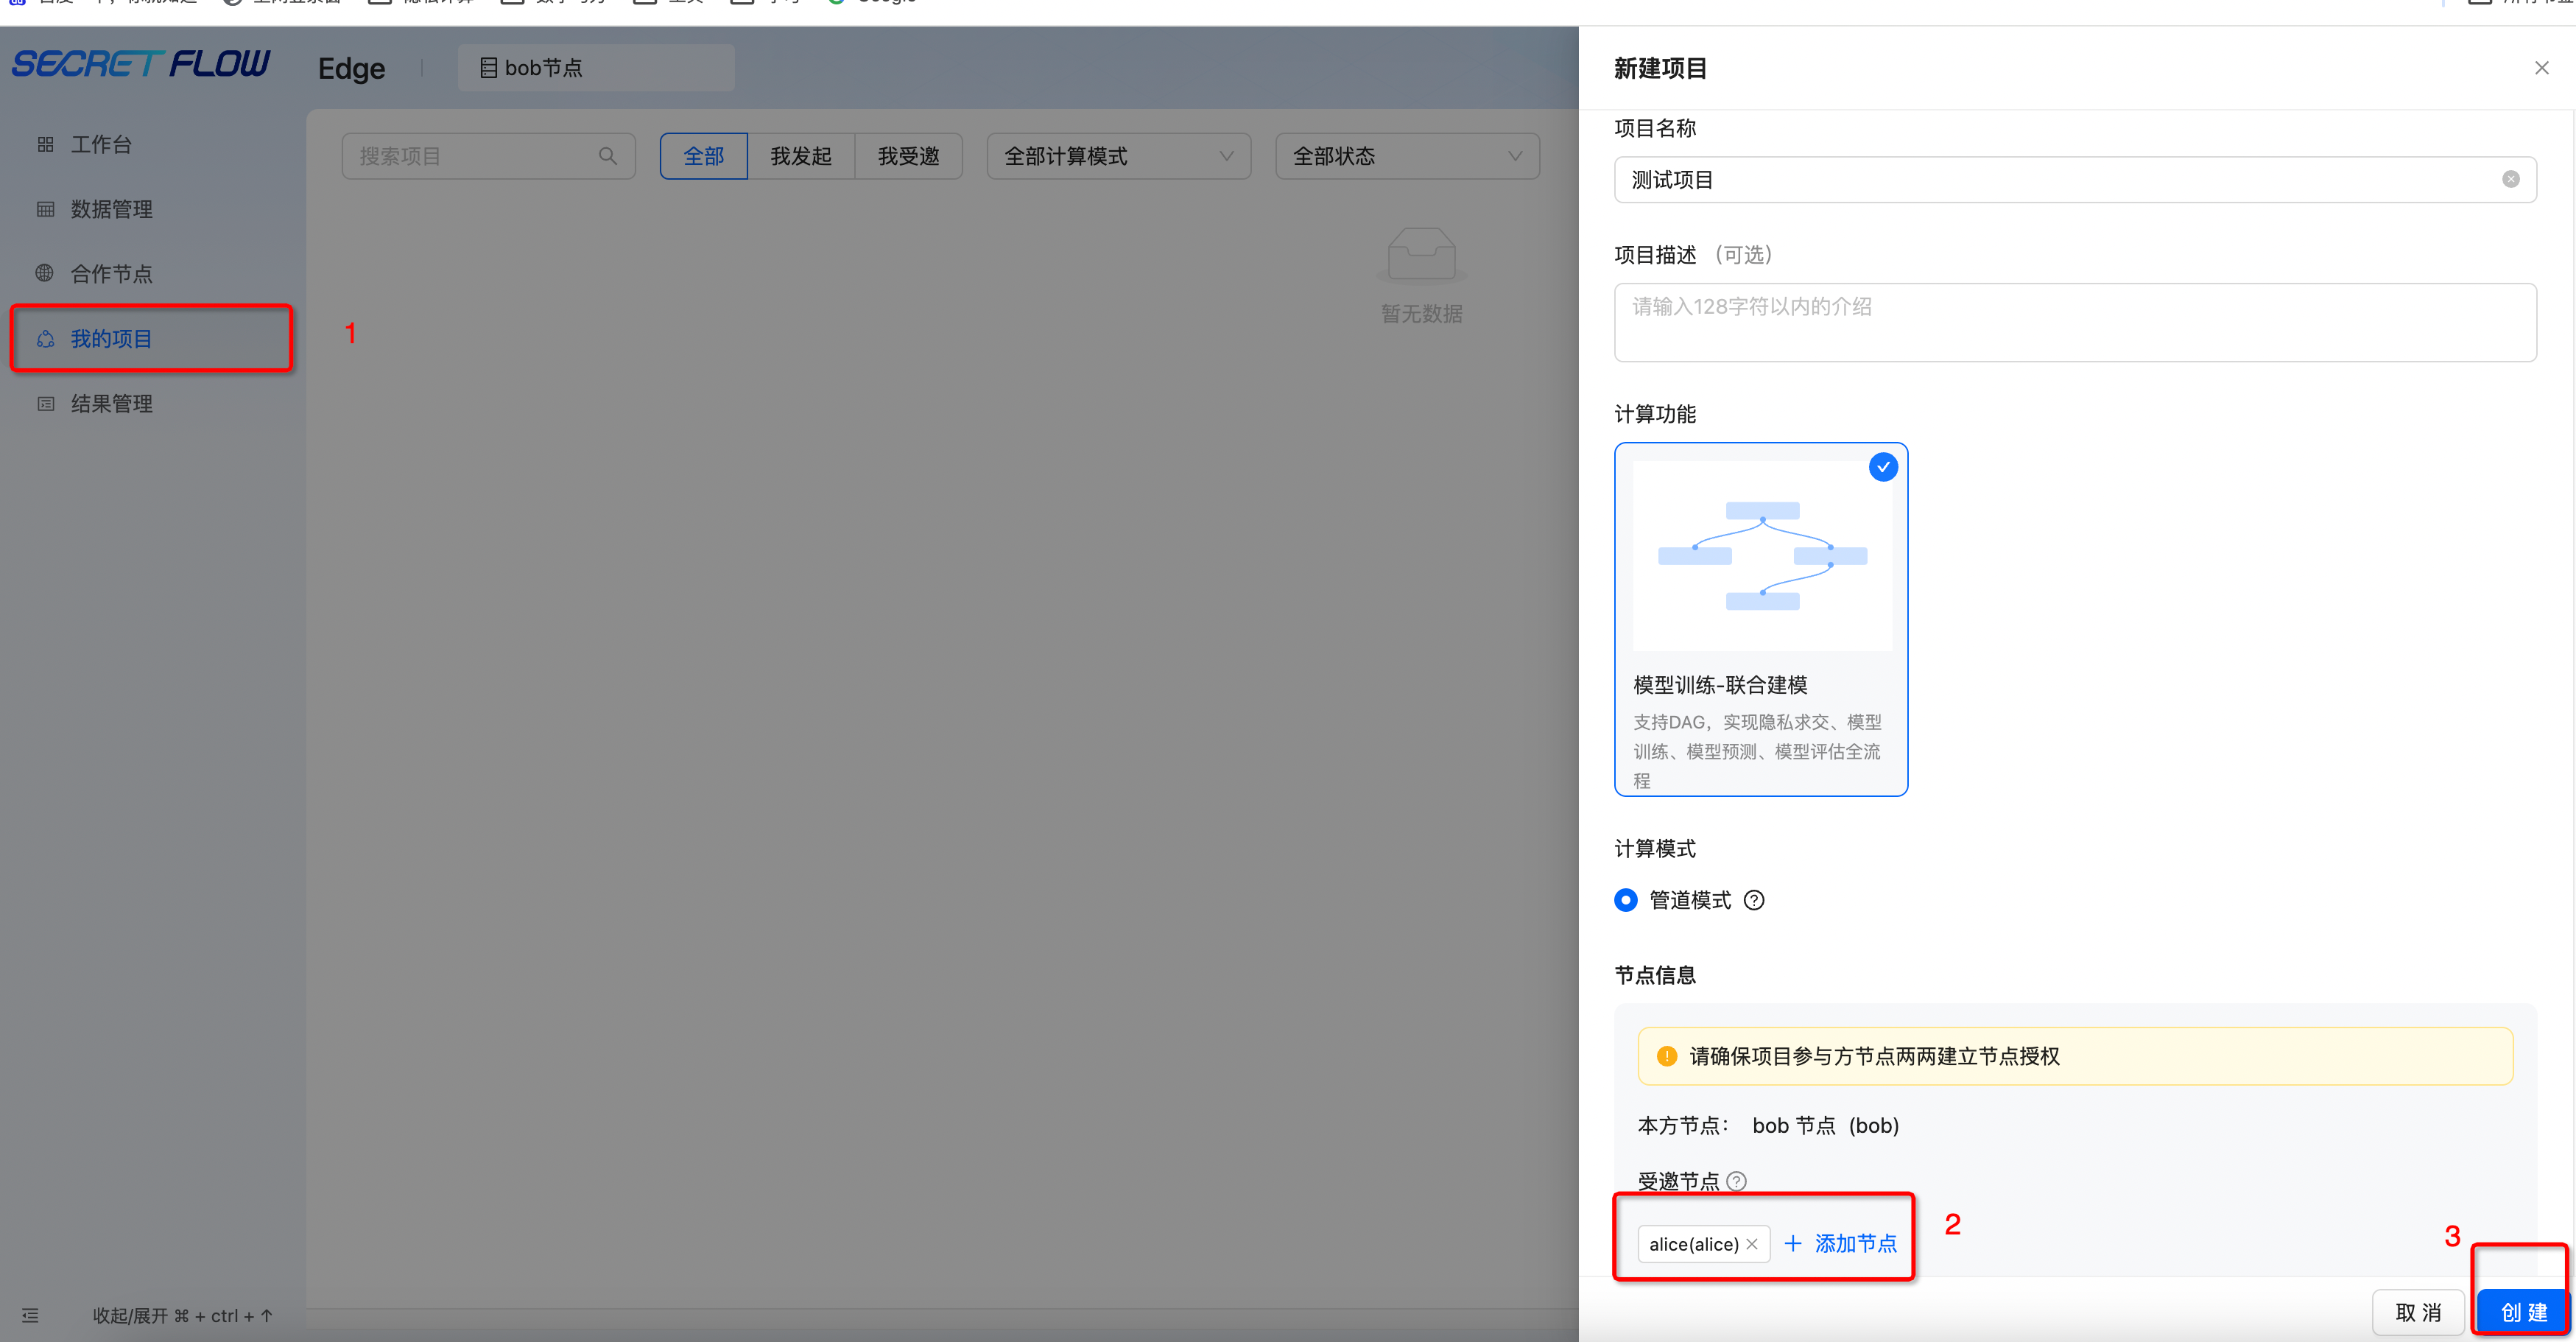 SECRET FLOW
Edge
bob节点
工作台
数据管理
合作节点
我的项目
1
结果管理
收起/展开 ⌘ + ctrl + ↑
搜索项目
全部
我发起
我受邀
全部计算模式
全部状态
暂无数据
新建项目
项目名称
测试项目
项目描述 (可选)
请输入128字符以内的介绍
计算功能
模型训练-联合建模
支持DAG，实现隐私求交、模型
训练、模型预测、模型评估全流
程
计算模式
管道模式
节点信息
请确保项目参与方节点两两建立节点授权
本方节点： bob 节点 (bob)
受邀节点
alice(alice)
+ 添加节点
2
3
取 消
创 建